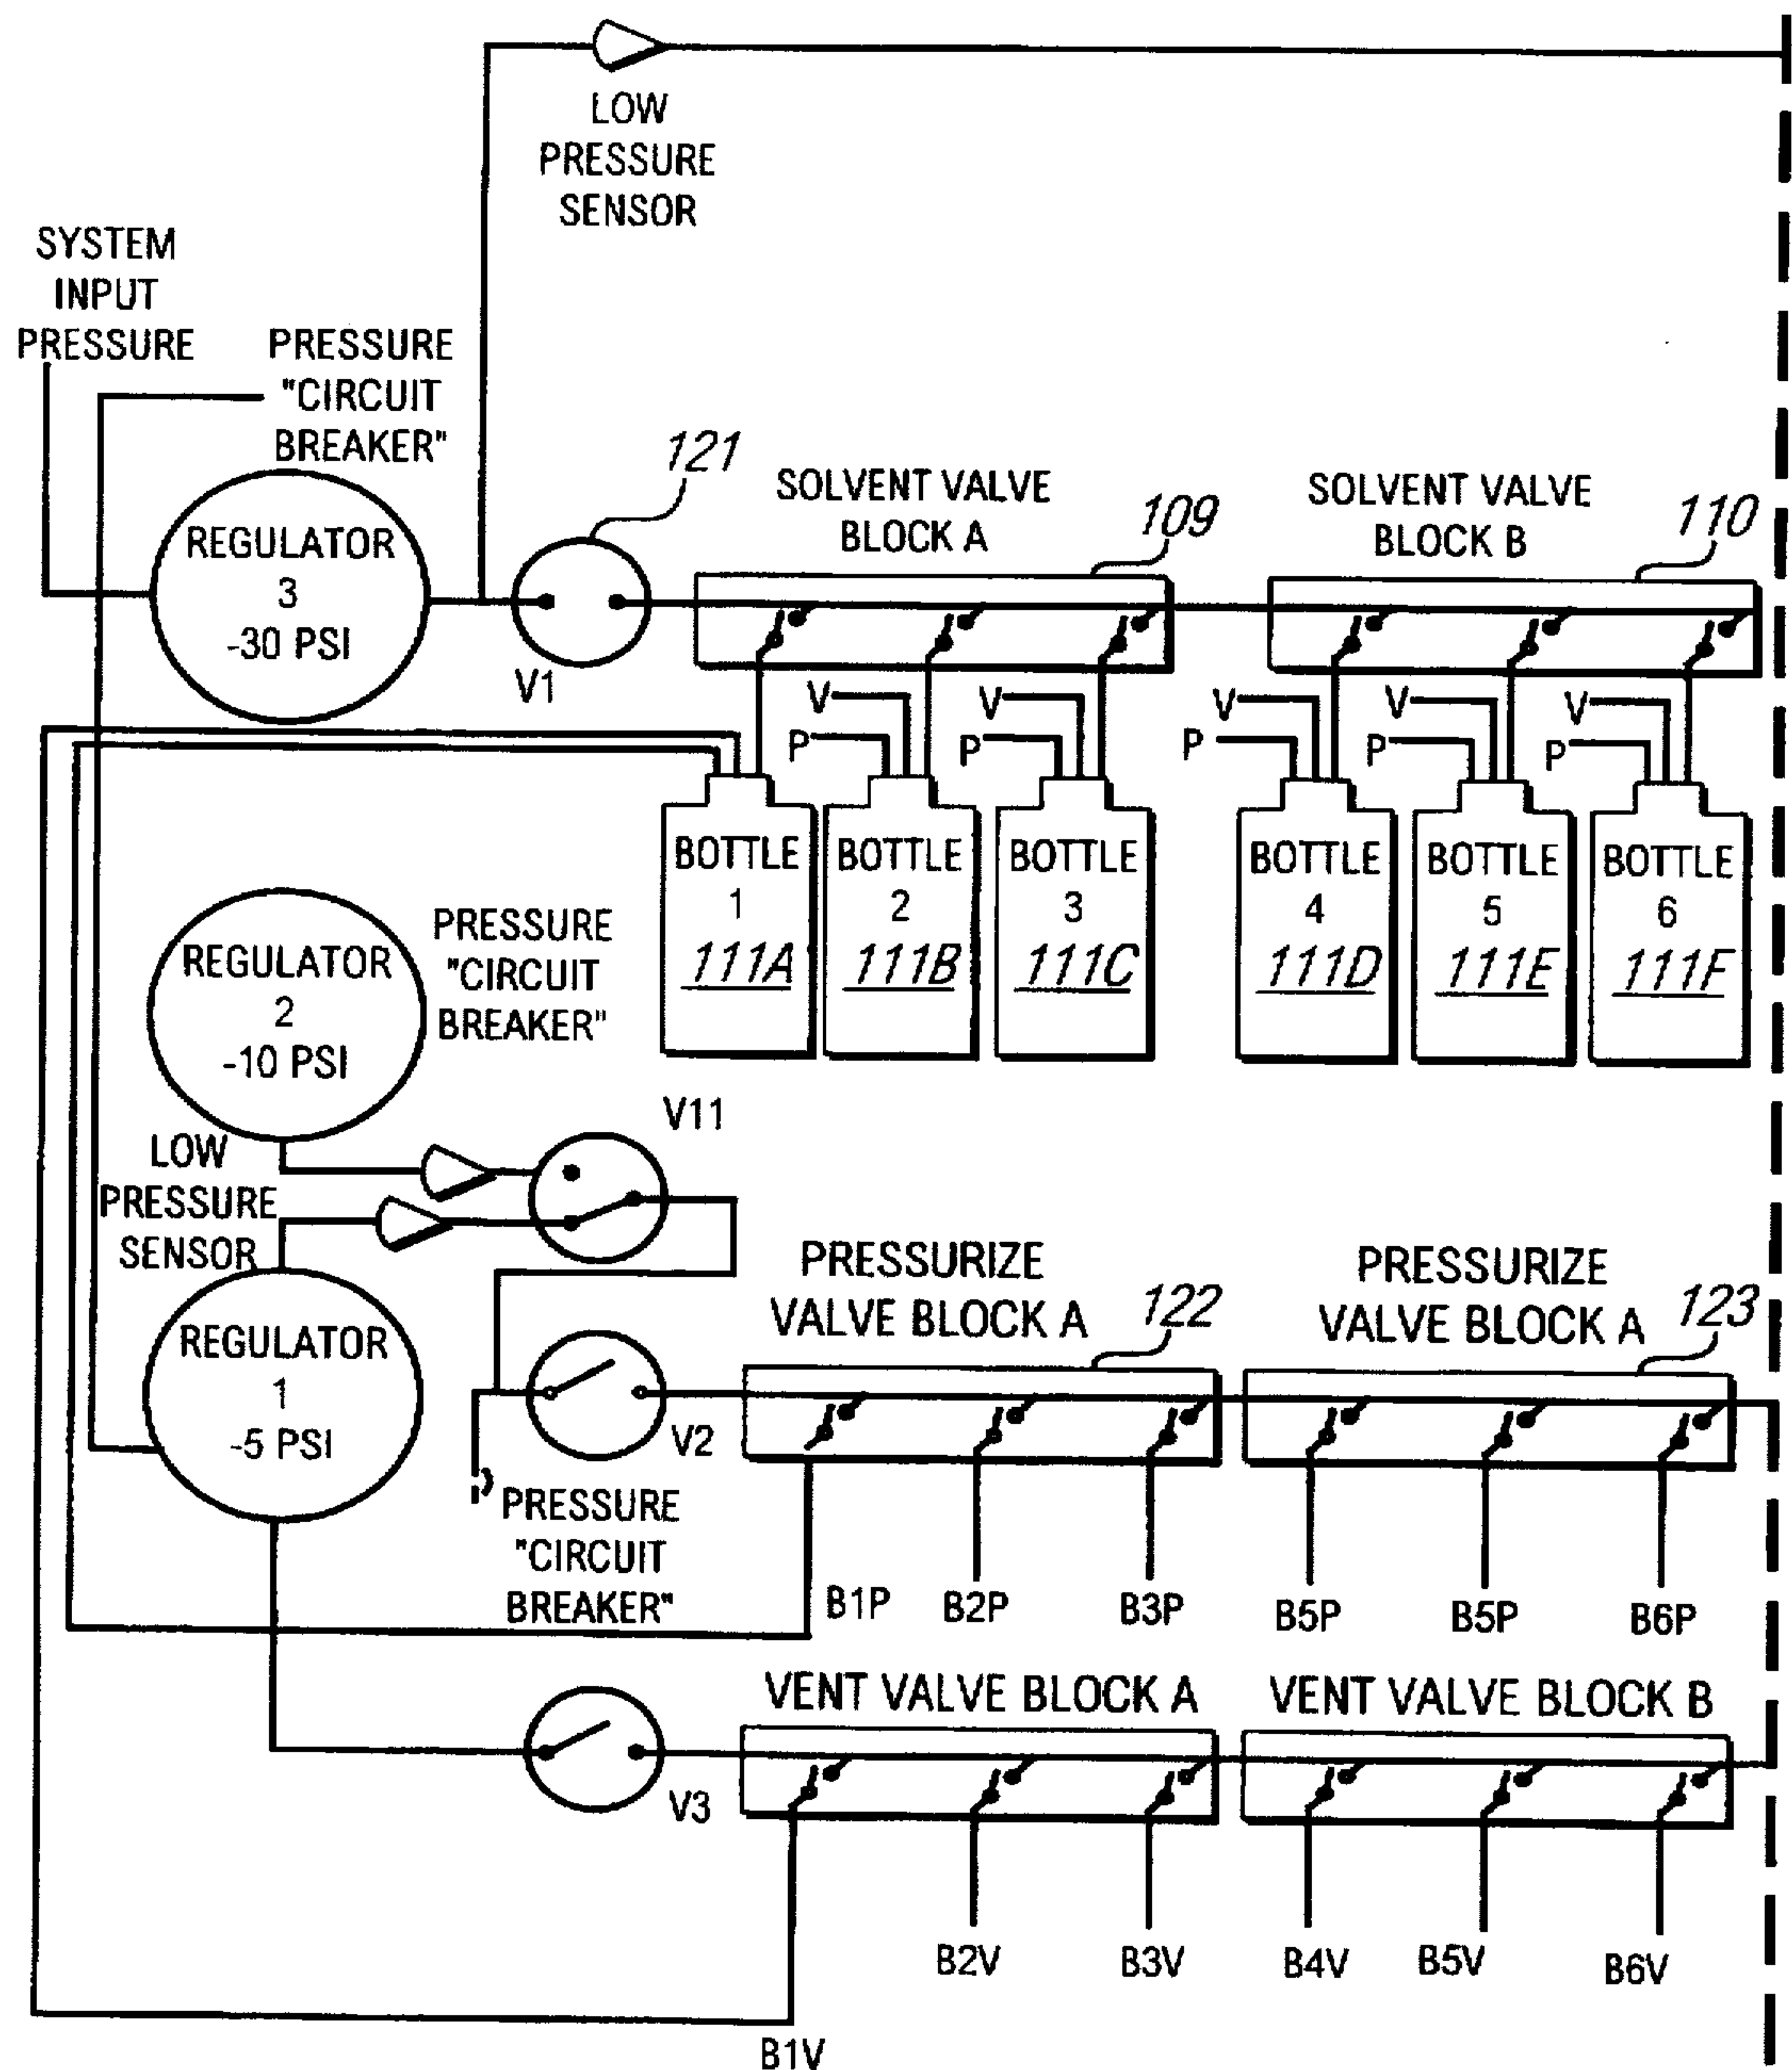 LOW
PRESSURE
SENSOR
SYSTEM
INPUT
PRESSURE
PRESSURE
"CIRCUIT
BREAKER"
121
SOLVENT VALVE
BLOCK A
109
SOLVENT VALVE
BLOCK B
110
REGULATOR
3
-30 PSI
V1
V
P
V
P
V
P
V
P
V
P
BOTTLE
1
111A
BOTTLE
2
111B
BOTTLE
3
111C
BOTTLE
4
111D
BOTTLE
5
111E
BOTTLE
6
111F
REGULATOR
2
-10 PSI
PRESSURE
"CIRCUIT
BREAKER"
V11
LOW
PRESSURE
SENSOR
PRESSURIZE
VALVE BLOCK A
122
PRESSURIZE
VALVE BLOCK A
123
REGULATOR
1
-5 PSI
V2
PRESSURE
"CIRCUIT
BREAKER"
B1P
B2P
B3P
B5P
B5P
B6P
VENT VALVE BLOCK A
VENT VALVE BLOCK B
V3
B2V
B3V
B4V
B5V
B6V
B1V